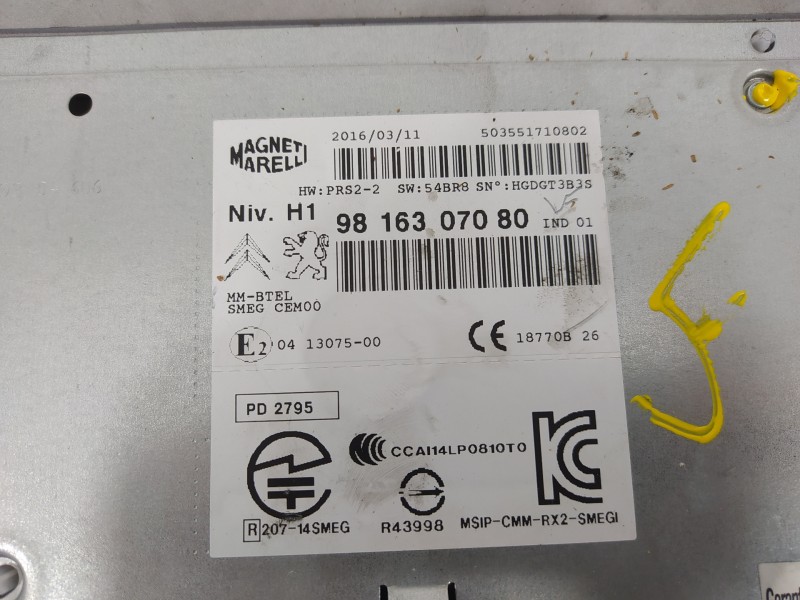 MAGNETI MARELLI
2016/03/11 503551710802
HW:PRS2-2 SW:54BR8 SN°:HGDGT3B3S
Niv. H1 98 163 070 80 IND 01
MM-BTEL
SMEG CEM00
E2 04 13075-00 CE 18770B 26
PD 2795
CCAI14LP0810T0
R 207-14SMEG R43998 MSIP-CMM-RX2-SMEGI
5